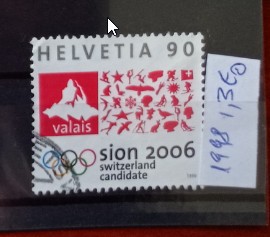 HELVETIA 90
valais
sion 2006
switzerland
candidate
1998 1,30